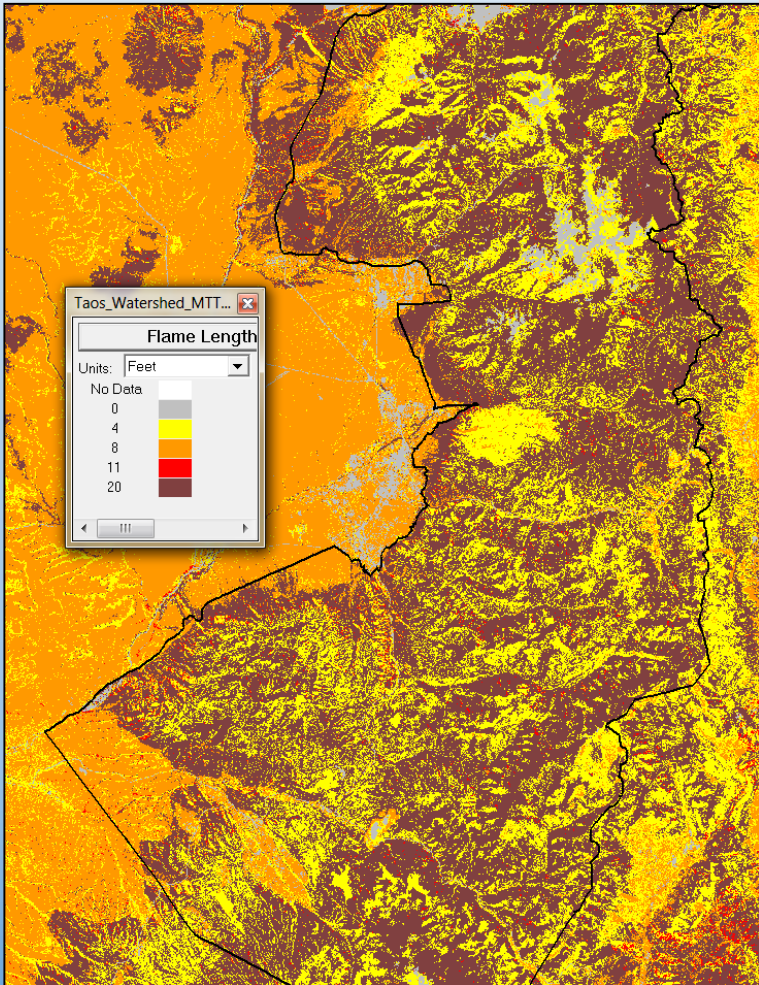 Taos_Watershed_MTT...
Flame Length
Units: Feet
No Data
0
4
8
11
20